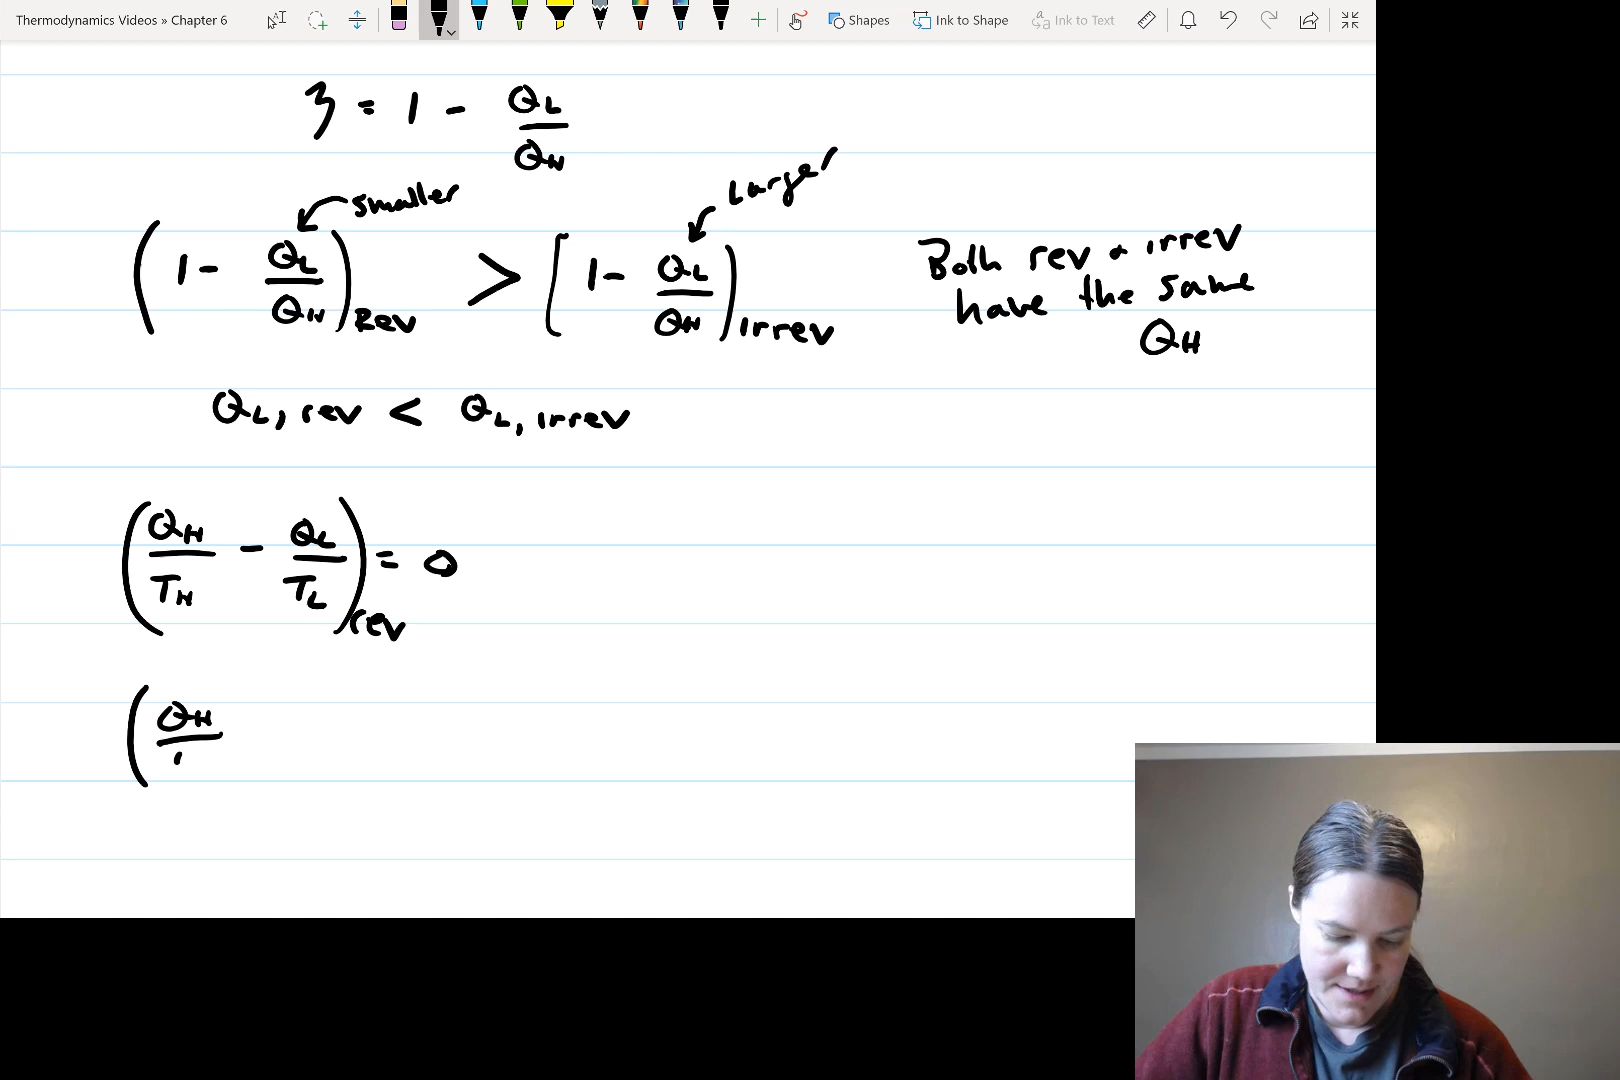 Thermodynamics Videos » Chapter 6
Shapes
Ink to Shape
Ink to Text
η = 1 - QL/QH
smaller
Larger
(1 - QL/QH)Rev > [1 - QL/QH)Irrev
Both rev & irrev
have the same
QH
QL, rev < QL, irrev
(QH/TH - QL/TL)rev = 0
(QH/